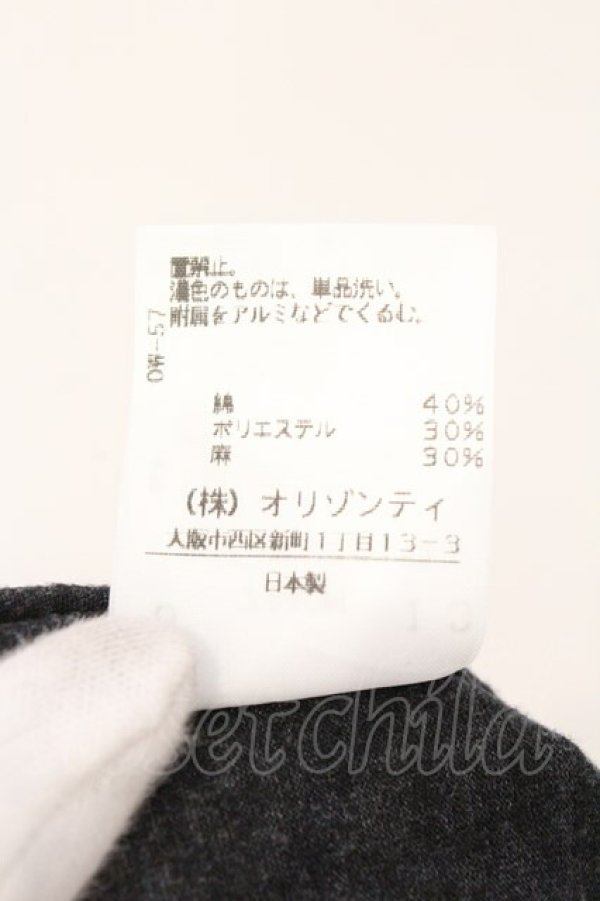 置禁止。
濃色のものは、単品洗い。
附属をアルミなどでくるむ。
綿 40%
ポリエステル 30%
麻 30%
(株) オリゾンティ
大阪市西区新町1丁目13-3
日本製